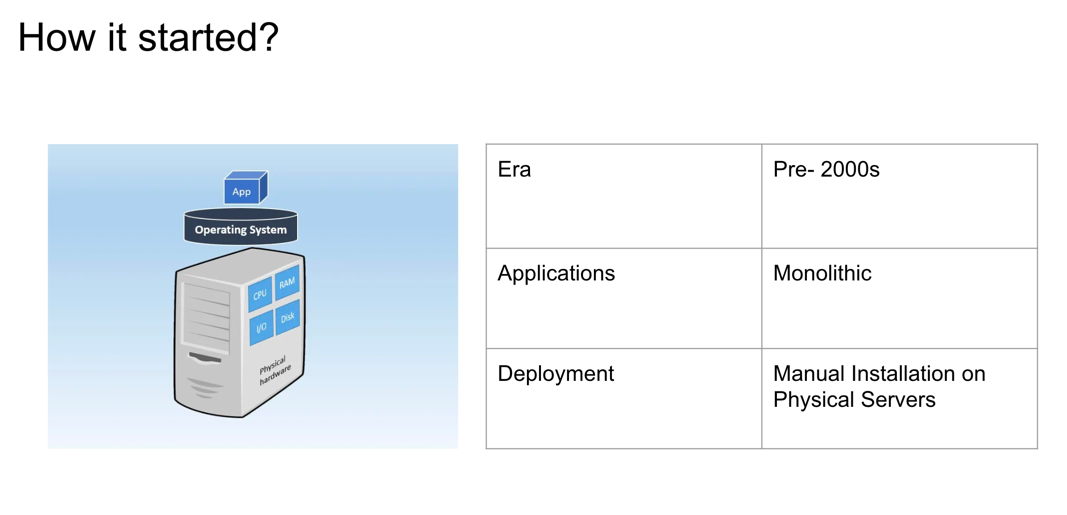 How it started?
App
Operating System
CPU
RAM
I/O
Disk
Physical
hardware
Era
Pre- 2000s
Applications
Monolithic
Deployment
Manual Installation on
Physical Servers